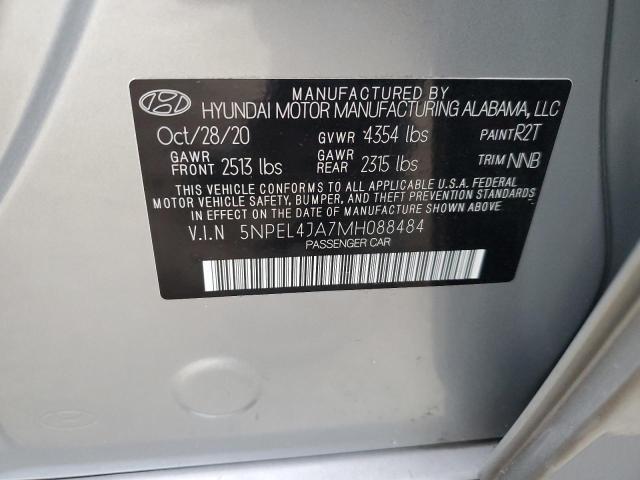 MANUFACTURED BY
HYUNDAI MOTOR MANUFACTURING ALABAMA, LLC
Oct/28/20 GVWR 4354 lbs PAINT R2T
GAWR FRONT 2513 lbs GAWR REAR 2315 lbs TRIM NNB
THIS VEHICLE CONFORMS TO ALL APPLICABLE U.S.A. FEDERAL
MOTOR VEHICLE SAFETY, BUMPER, AND THEFT PREVENTION STANDARDS
IN EFFECT ON THE DATE OF MANUFACTURE SHOWN ABOVE.
V.I.N 5NPEL4JA7MH088484
PASSENGER CAR